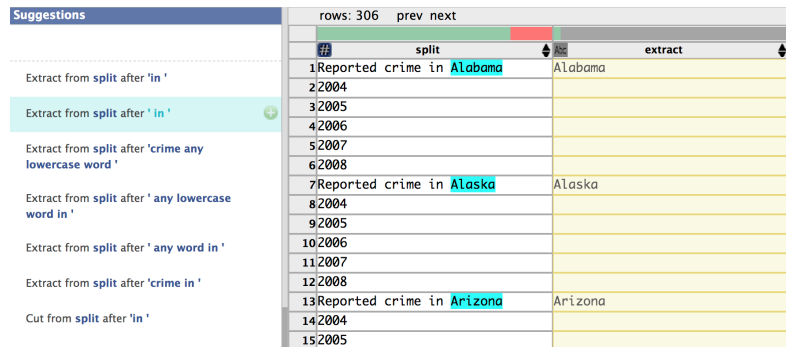 Suggestions
Extract from split after 'in '
Extract from split after ' in '
Extract from split after 'crime any
lowercase word '
Extract from split after ' any lowercase
word in '
Extract from split after ' any word in '
Extract from split after 'crime in '
Cut from split after 'in '
rows: 306 prev next
# split Abc extract
1 Reported crime in Alabama Alabama
2 2004
3 2005
4 2006
5 2007
6 2008
7 Reported crime in Alaska Alaska
8 2004
9 2005
10 2006
11 2007
12 2008
13 Reported crime in Arizona Arizona
14 2004
15 2005